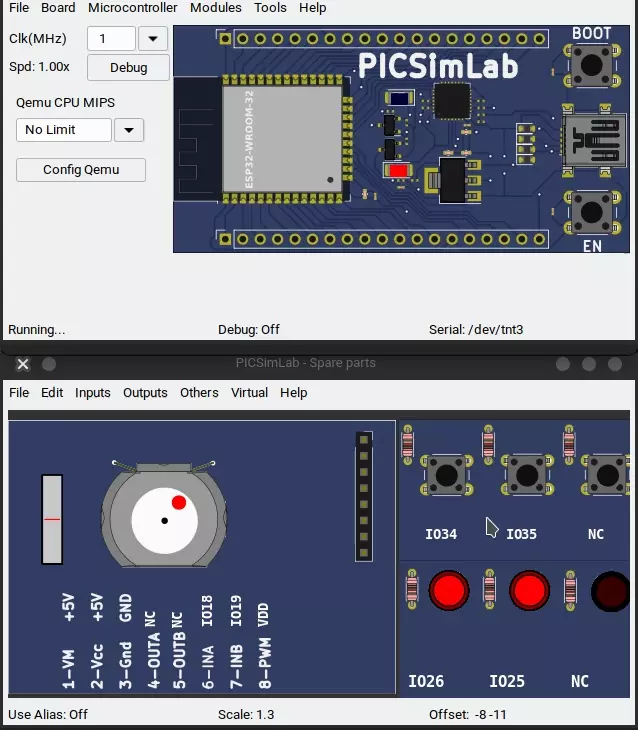 File Board Microcontroller Modules Tools Help
Clk(MHz) 1
Spd: 1.00x Debug
Qemu CPU MIPS
No Limit
Config Qemu
PICSimLab
BOOT
ESP32-WROOM-32
EN
Running... Debug: Off Serial: /dev/tnt3
PICSimLab - Spare parts
File Edit Inputs Outputs Others Virtual Help
1-VM +5V
2-Vcc +5V
3-Gnd GND
4-OUTA NC
5-OUTB NC
6-INA IO18
7-INB IO19
8-PWM VDD
IO34 IO35 NC
IO26 IO25 NC
Use Alias: Off Scale: 1.3 Offset: -8 -11